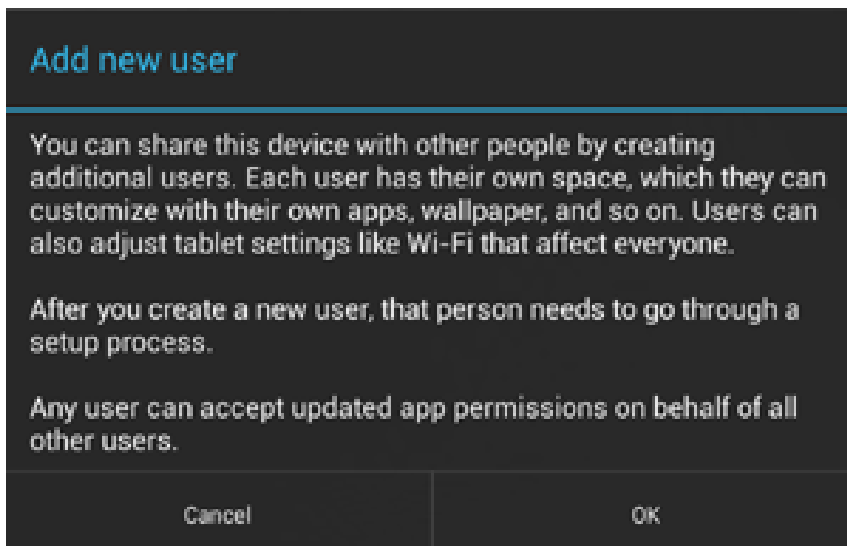 Add new user
You can share this device with other people by creating
additional users. Each user has their own space, which they can
customize with their own apps, wallpaper, and so on. Users can
also adjust tablet settings like Wi-Fi that affect everyone.
After you create a new user, that person needs to go through a
setup process.
Any user can accept updated app permissions on behalf of all
other users.
Cancel
OK